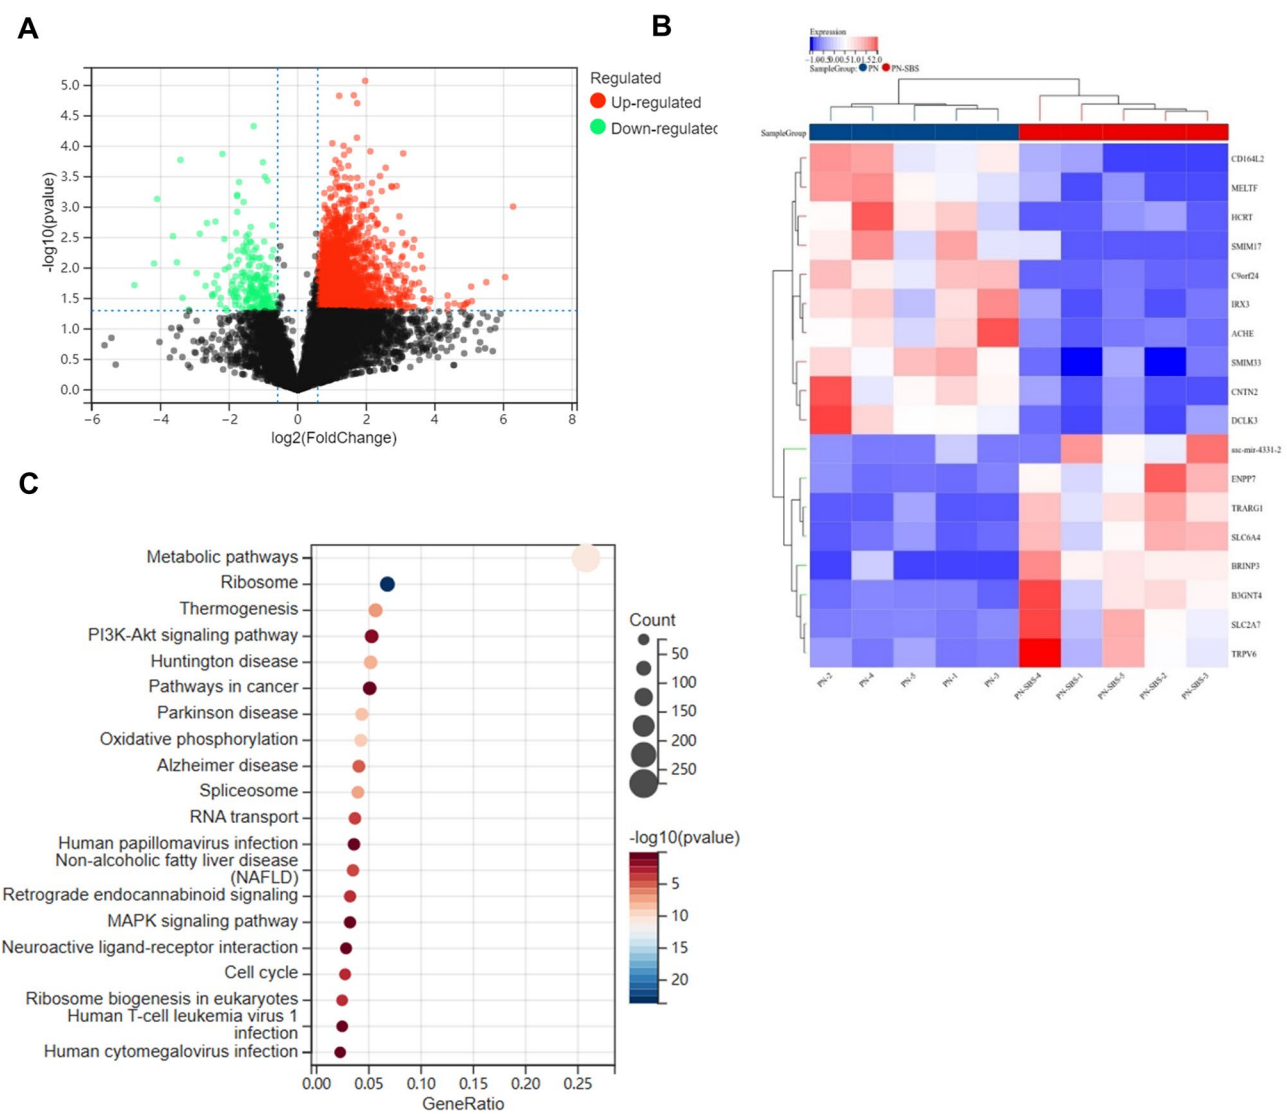 A
5.0
4.5
4.0
3.5
3.0
2.5
2.0
1.5
1.0
0.5
0.0
-log10(pvalue)
−6
−4
−2
0
2
4
6
8
log2(FoldChange)
Regulated
Up-regulated
Down-regulated
B
Expression
SampleGroup: PN PN-SBS
SampleGroup
CD164L2
MELTF
HCRT
SMIM17
C9orf24
IRX3
ACHE
SMIM33
CNTN2
DCLK3
ssc-mir-4331-2
ENPP7
TRARG1
SLC6A4
BRINP3
B3GNT4
SLC2A7
TRPV6
PN-2
PN-4
PN-5
PN-1
PN-3
PN-SBS-4
PN-SBS-1
PN-SBS-5
PN-SBS-2
PN-SBS-3
C
Metabolic pathways
Ribosome
Thermogenesis
PI3K-Akt signaling pathway
Huntington disease
Pathways in cancer
Parkinson disease
Oxidative phosphorylation
Alzheimer disease
Spliceosome
RNA transport
Human papillomavirus infection
Non-alcoholic fatty liver disease
(NAFLD)
Retrograde endocannabinoid signaling
MAPK signaling pathway
Neuroactive ligand-receptor interaction
Cell cycle
Ribosome biogenesis in eukaryotes
Human T-cell leukemia virus 1
infection
Human cytomegalovirus infection
0.00
0.05
0.10
0.15
0.20
0.25
GeneRatio
Count
50
100
150
200
250
-log10(pvalue)
5
10
15
20